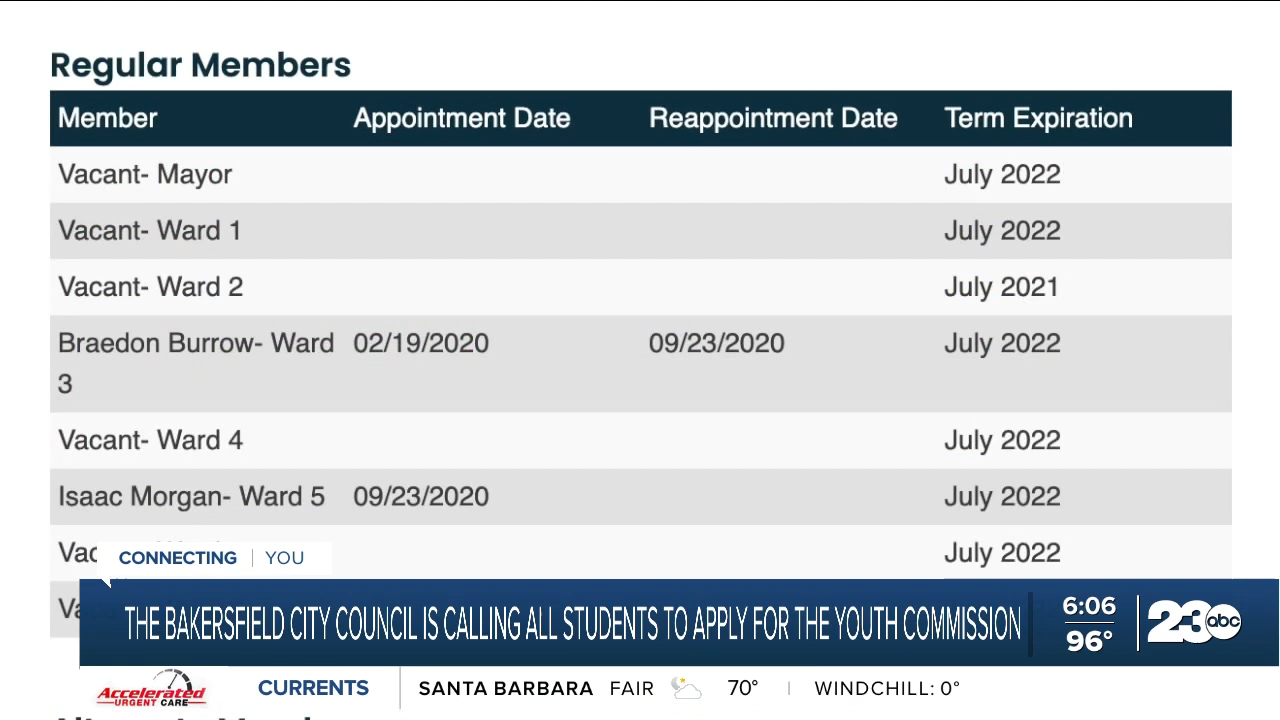 Regular Members
Member Appointment Date Reappointment Date Term Expiration
Vacant- Mayor July 2022
Vacant- Ward 1 July 2022
Vacant- Ward 2 July 2021
Braedon Burrow- Ward 02/19/2020 09/23/2020 July 2022
3
Vacant- Ward 4 July 2022
Isaac Morgan- Ward 5 09/23/2020 July 2022
July 2022
CONNECTING | YOU
THE BAKERSFIELD CITY COUNCIL IS CALLING ALL STUDENTS TO APPLY FOR THE YOUTH COMMISSION
6:06
96°
23 abc
Accelerated
URGENT CARE
CURRENTS SANTA BARBARA FAIR 70° | WINDCHILL: 0°